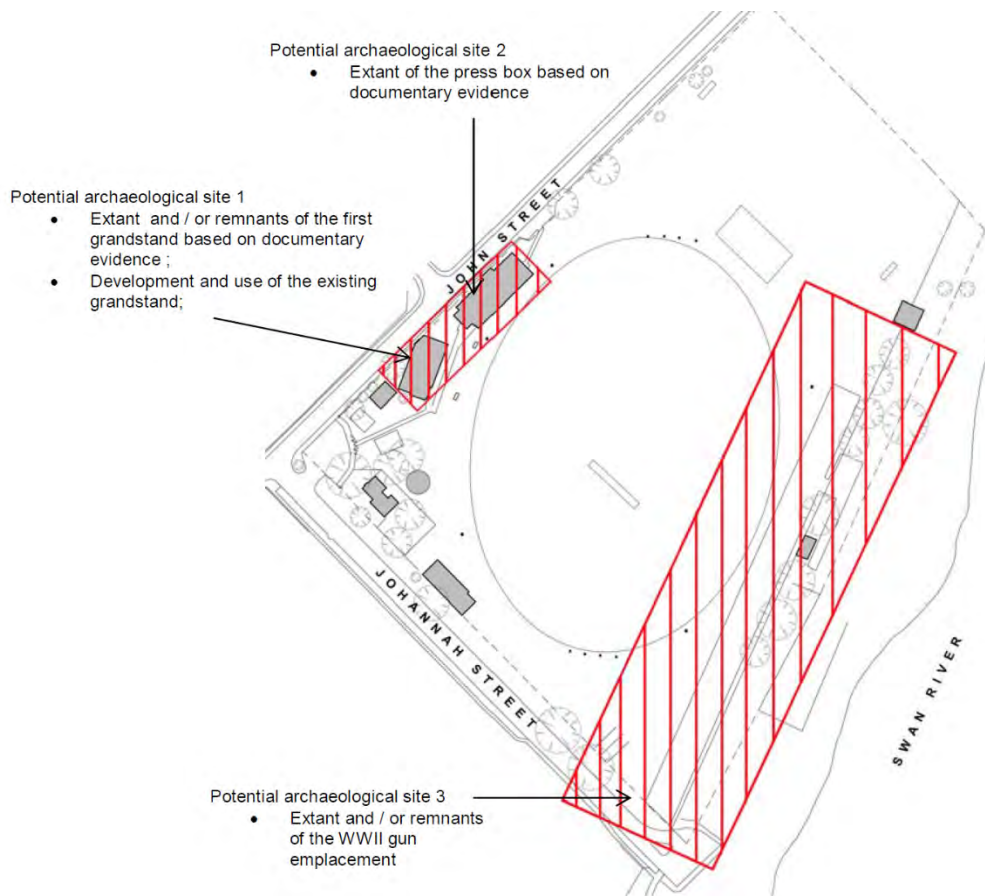 Potential archaeological site 2
• Extant of the press box based on
documentary evidence
Potential archaeological site 1
• Extant and / or remnants of the first
grandstand based on documentary
evidence ;
• Development and use of the existing
grandstand;
JOHN STREET
JOHANNAH STREET
SWAN RIVER
Potential archaeological site 3
• Extant and / or remnants
of the WWII gun
emplacement